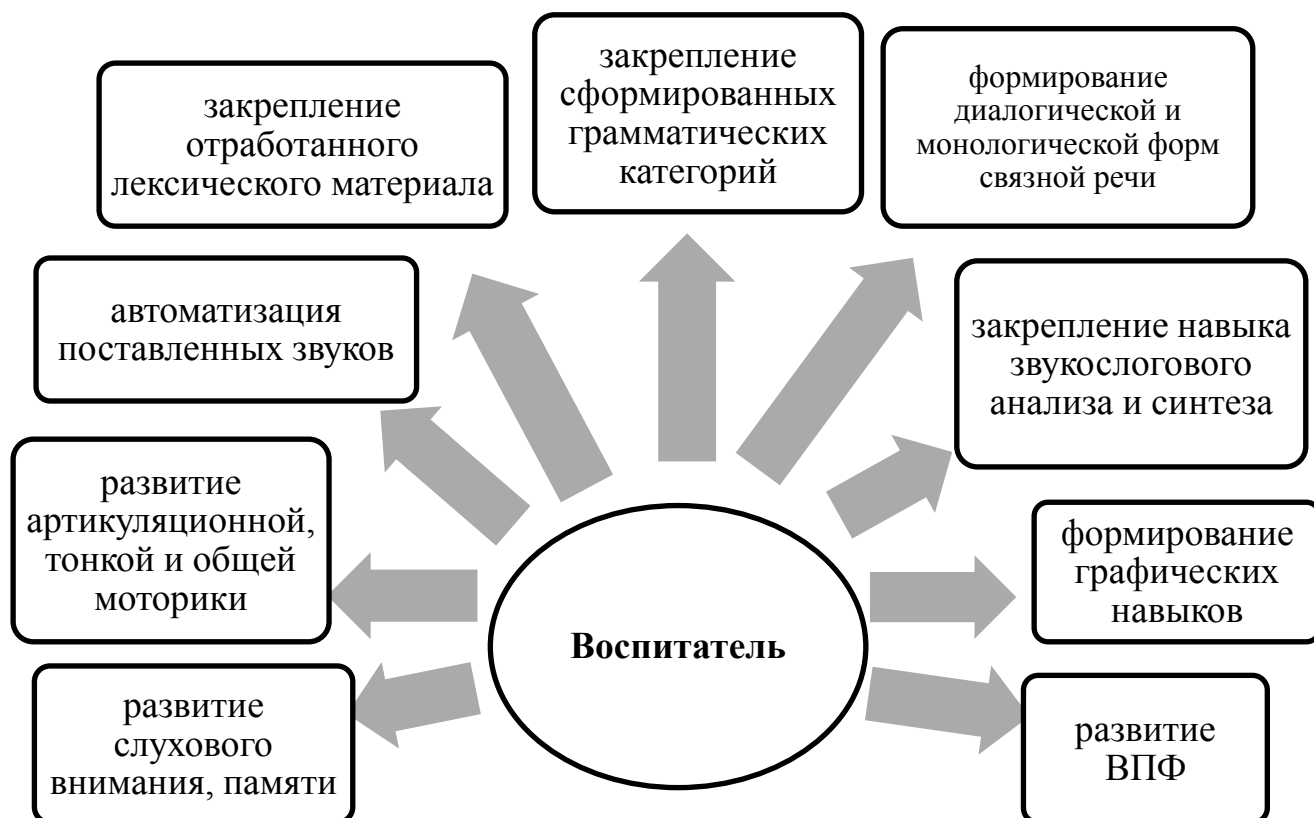 закрепление
отработанного
лексического материала
закрепление
сформированных
грамматических
категорий
формирование
диалогической и
монологической форм
связной речи
автоматизация
поставленных звуков
закрепление навыка
звукослогового
анализа и синтеза
развитие
артикуляционной,
тонкой и общей
моторики
формирование
графических
навыков
Воспитатель
развитие
слухового
внимания, памяти
развитие
ВПФ